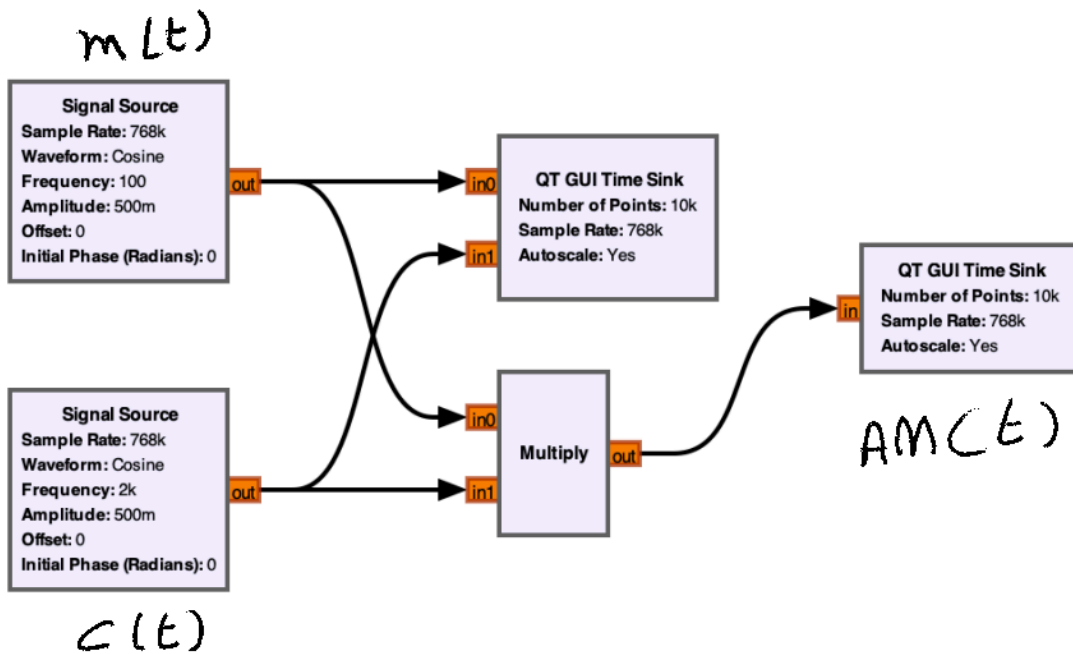 m(t)
Signal Source
Sample Rate: 768k
Waveform: Cosine
Frequency: 100
Amplitude: 500m
Offset: 0
Initial Phase (Radians): 0
out
in0
in1
QT GUI Time Sink
Number of Points: 10k
Sample Rate: 768k
Autoscale: Yes
in
QT GUI Time Sink
Number of Points: 10k
Sample Rate: 768k
Autoscale: Yes
AM(t)
Signal Source
Sample Rate: 768k
Waveform: Cosine
Frequency: 2k
Amplitude: 500m
Offset: 0
Initial Phase (Radians): 0
out
in0
in1
Multiply
out
c(t)